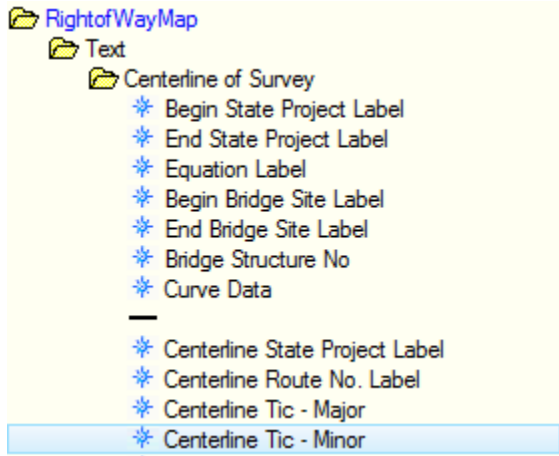 RightofWayMap
Text
Centerline of Survey
Begin State Project Label
End State Project Label
Equation Label
Begin Bridge Site Label
End Bridge Site Label
Bridge Structure No
Curve Data
Centerline State Project Label
Centerline Route No. Label
Centerline Tic - Major
Centerline Tic - Minor